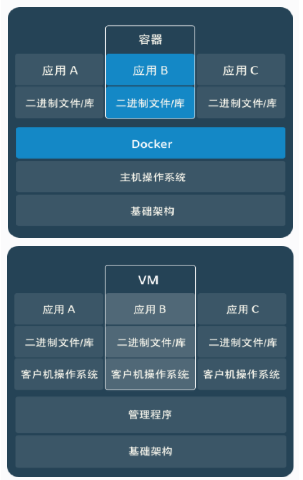 容器
应用 A 应用 B 应用 C
二进制文件/库 二进制文件/库 二进制文件/库
Docker
主机操作系统
基础架构
VM
应用 A 应用 B 应用 C
二进制文件/库 二进制文件/库 二进制文件/库
客户机操作系统 客户机操作系统 客户机操作系统
管理程序
基础架构